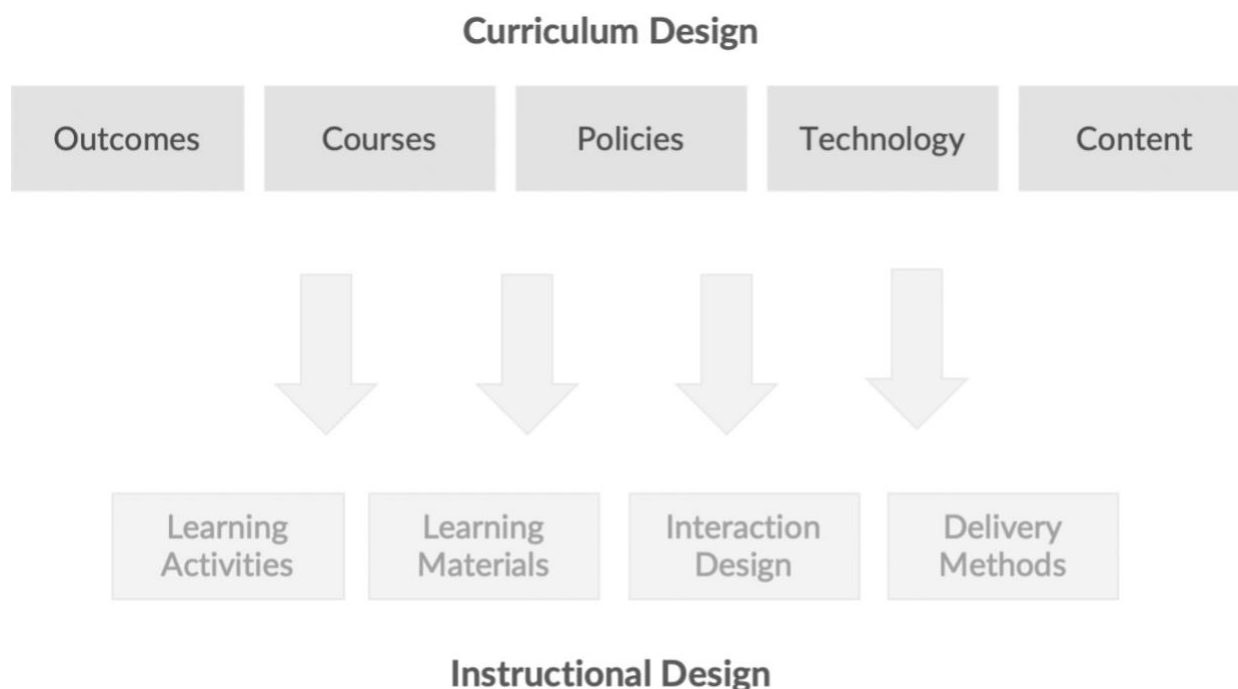 Curriculum Design
Outcomes
Courses
Policies
Technology
Content
Learning
Activities
Learning
Materials
Interaction
Design
Delivery
Methods
Instructional Design